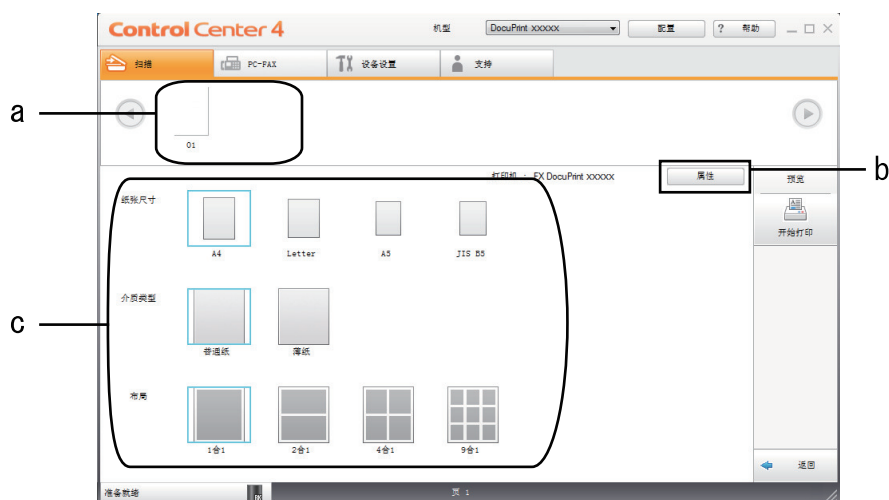 Control Center 4
机型
DocuPrint xxxxx
配置
? 帮助
扫描
PC-FAX
设备设置
支持
a
01
打印机 : FX DocuPrint xxxxx
属性
b
预览
开始打印
纸张尺寸
A4
Letter
A5
JIS B5
介质类型
普通纸
薄纸
c
布局
1合1
2合1
4合1
9合1
返回
准备就绪
页 1